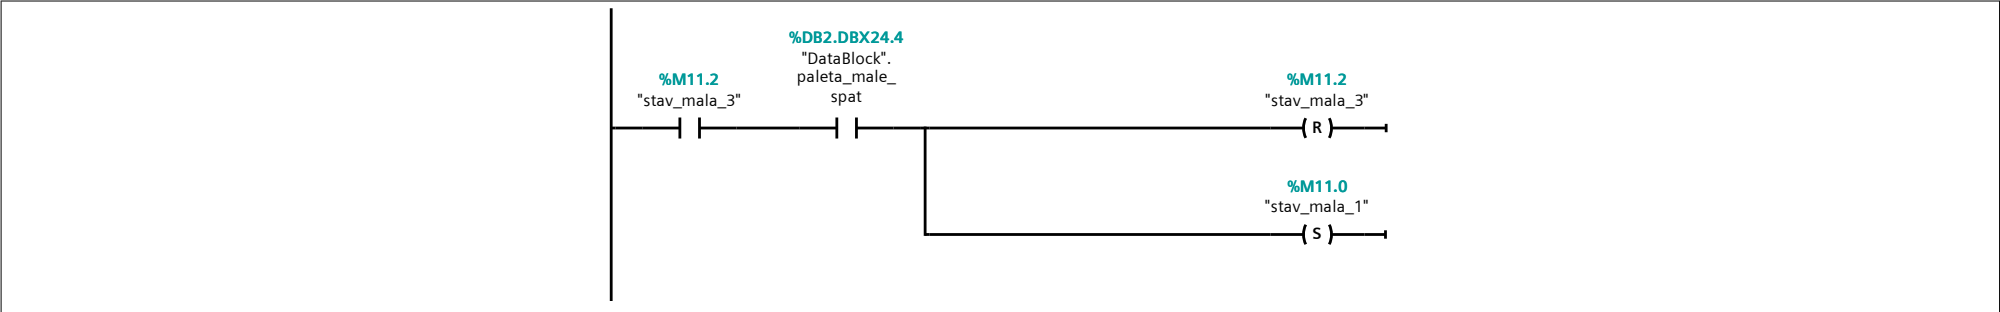 %DB2.DBX24.4
"DataBlock".
paleta_male_
spat
%M11.2
"stav_mala_3"
%M11.2
"stav_mala_3"
R
%M11.0
"stav_mala_1"
S